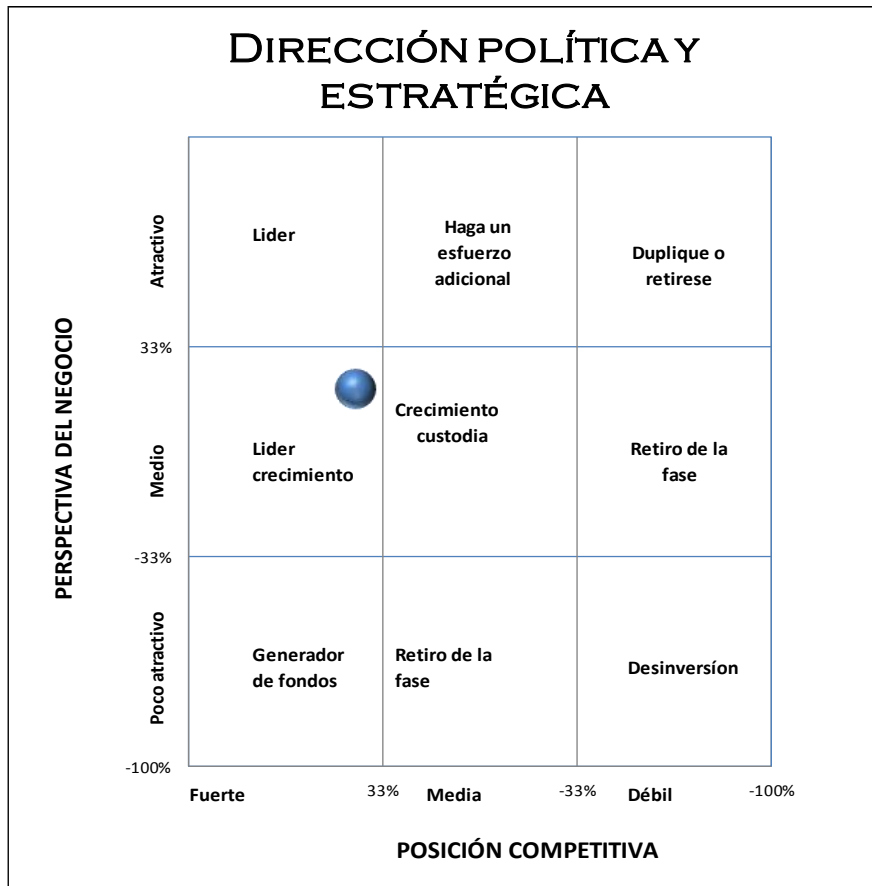 DIRECCIÓN POLÍTICA Y
ESTRATÉGICA
PERSPECTIVA DEL NEGOCIO
Atractivo
Lider
Haga un
esfuerzo
adicional
Duplique o
retirese
33%
Medio
Lider
crecimiento
Crecimiento
custodia
Retiro de la
fase
-33%
Poco atractivo
Generador
de fondos
Retiro de la
fase
Desinversíon
-100%
Fuerte
33%
Media
-33%
Débil
-100%
POSICIÓN COMPETITIVA